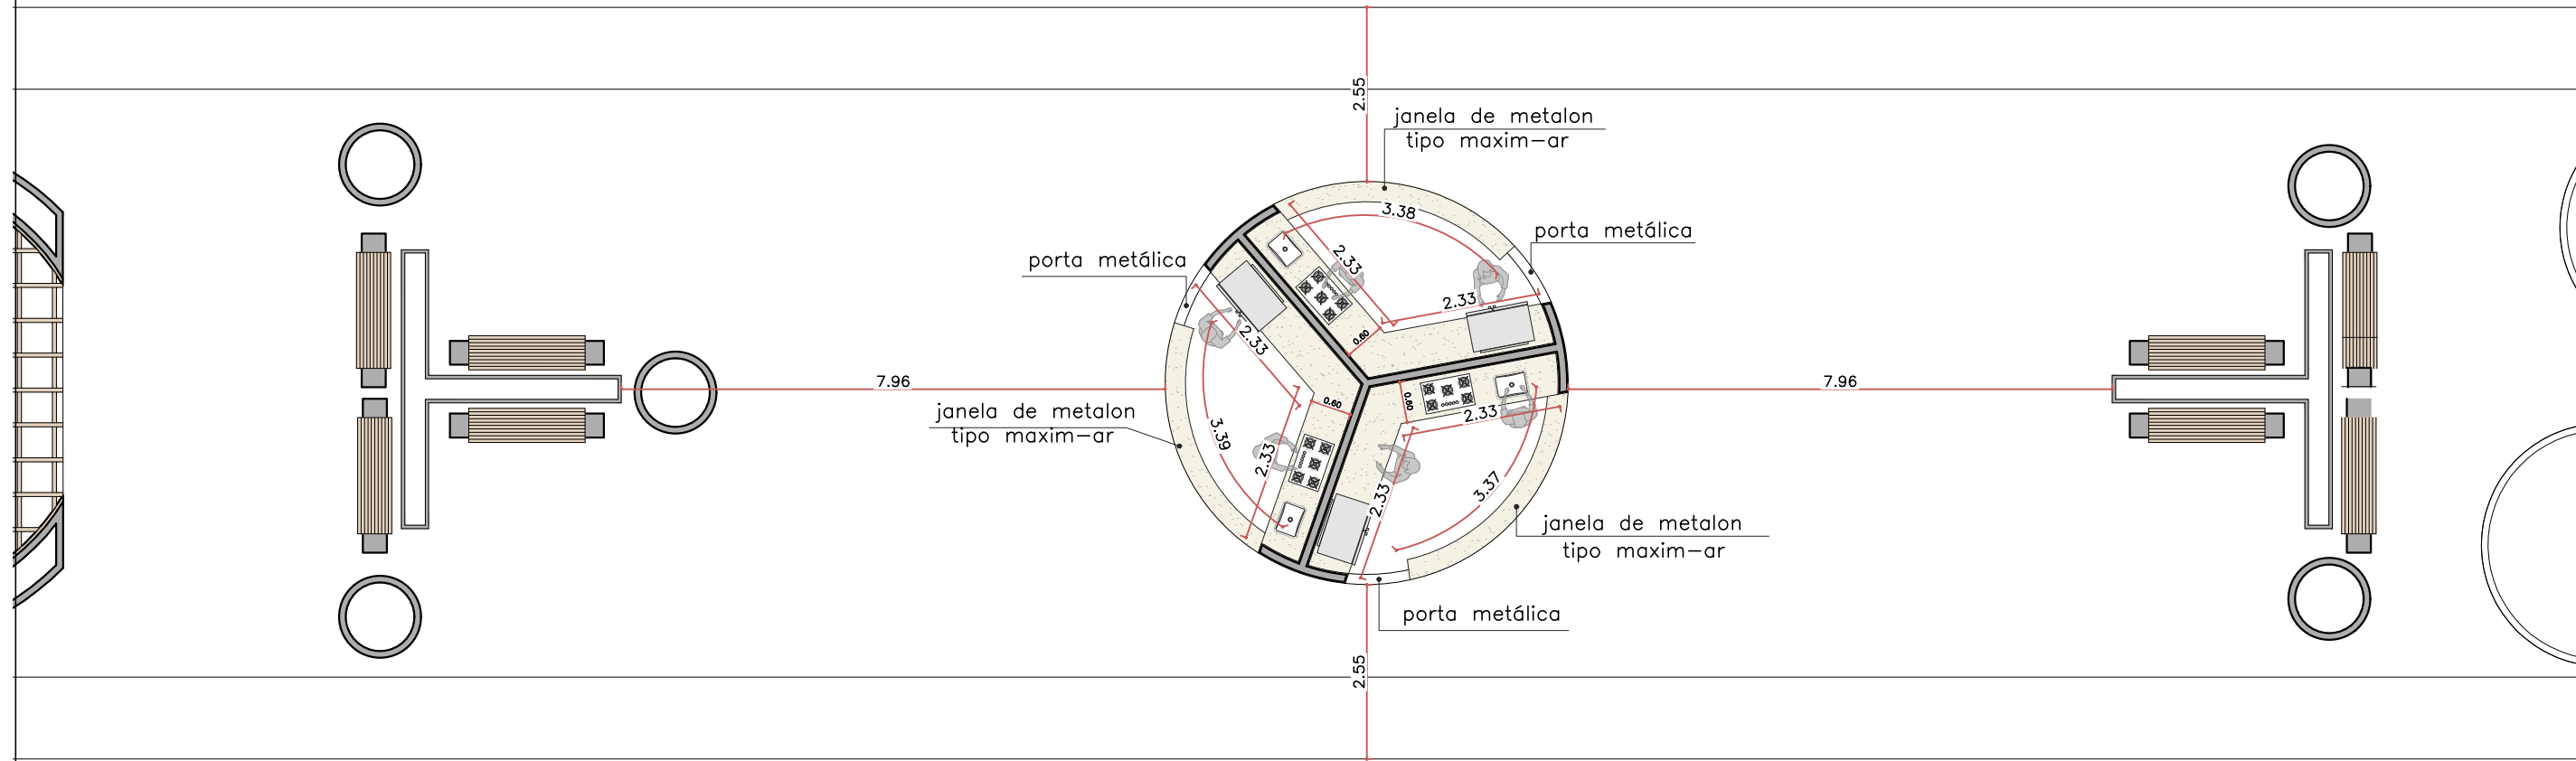 2.55
janela de metalon
tipo maxim-ar
3.38
porta metálica
porta metálica
2.33
2.33
0.60
2.33
7.96
7.96
0.60
0.60
2.33
janela de metalon
tipo maxim-ar
3.39
2.33
3.37
2.33
janela de metalon
tipo maxim-ar
porta metálica
2.55